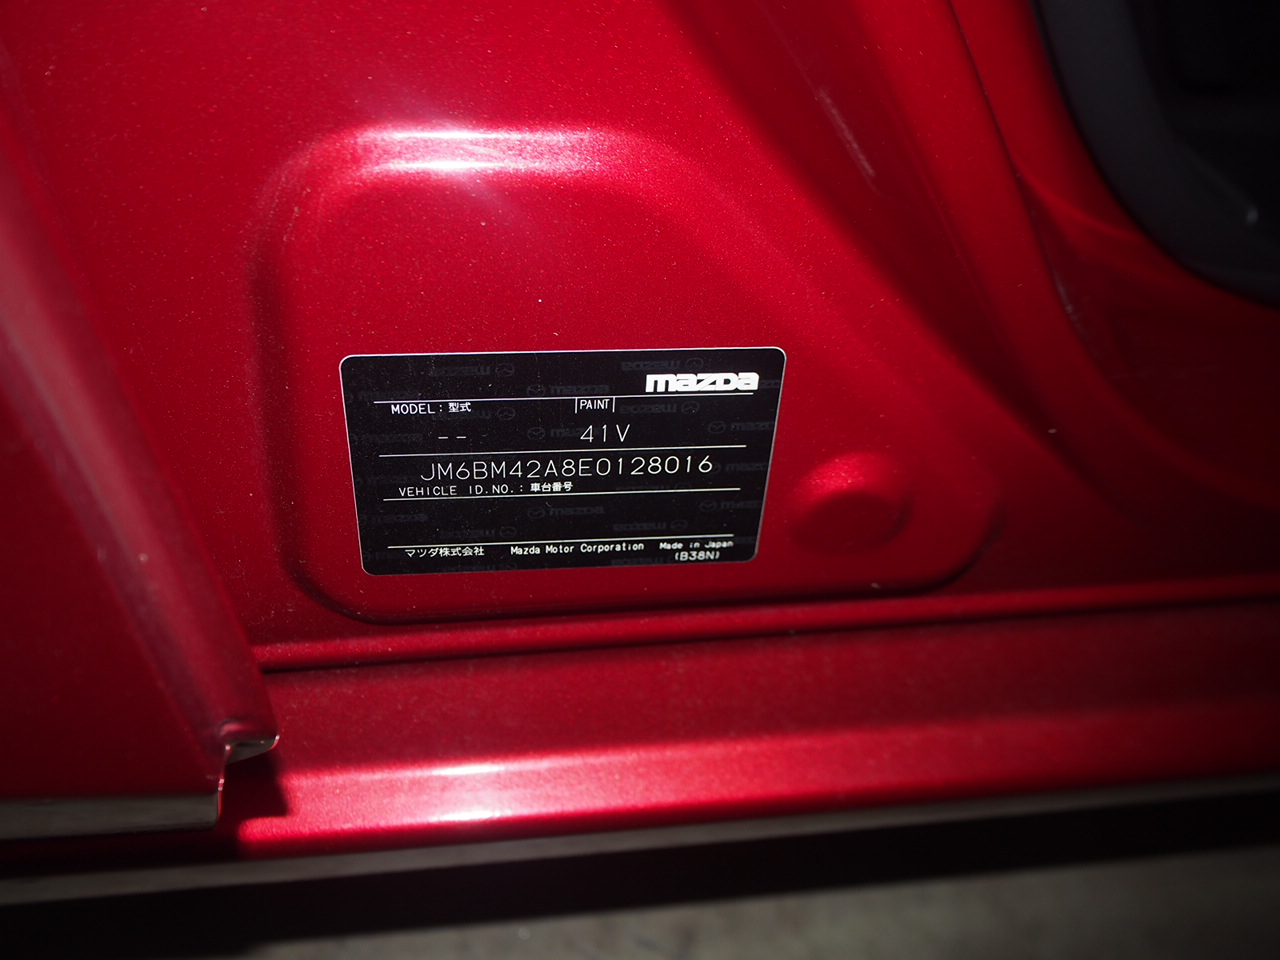 mazda
MODEL : 型式 PAINT
-- 41V
JM6BM42A8E0128016
VEHICLE ID.NO. : 車台番号
マツダ株式会社 Mazda Motor Corporation Made in Japan
(B38N)